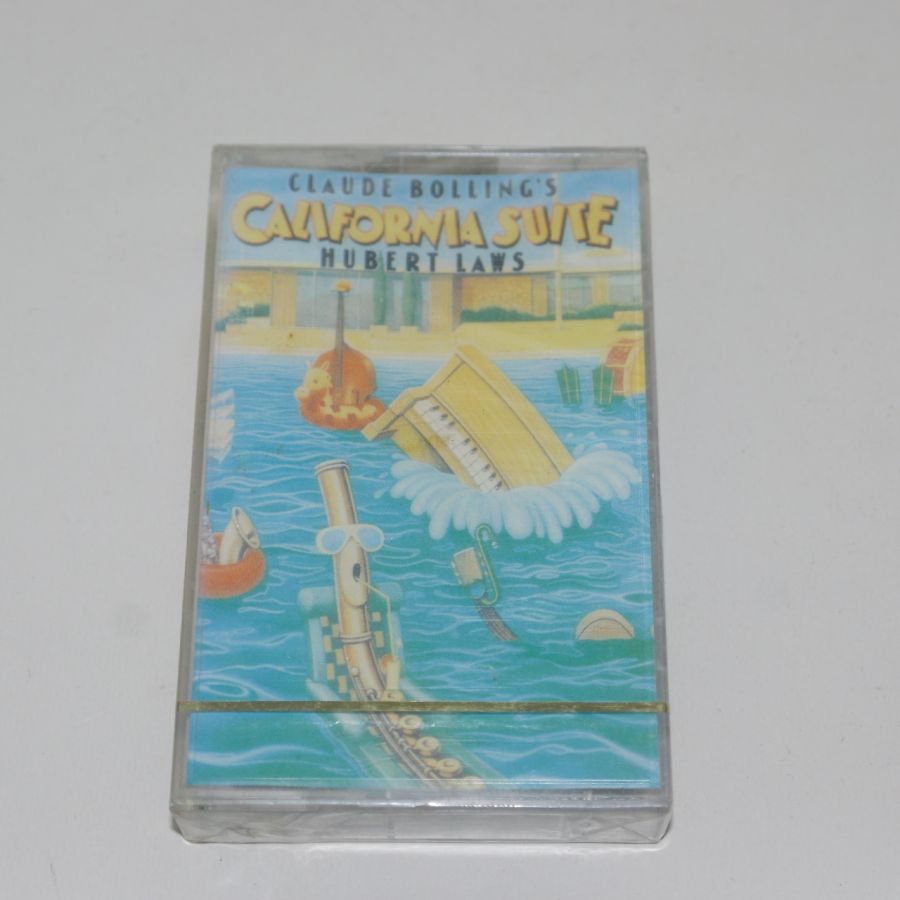 CLAUDE BOLLING'S
CALIFORNIA SUITE
HUBERT LAWS